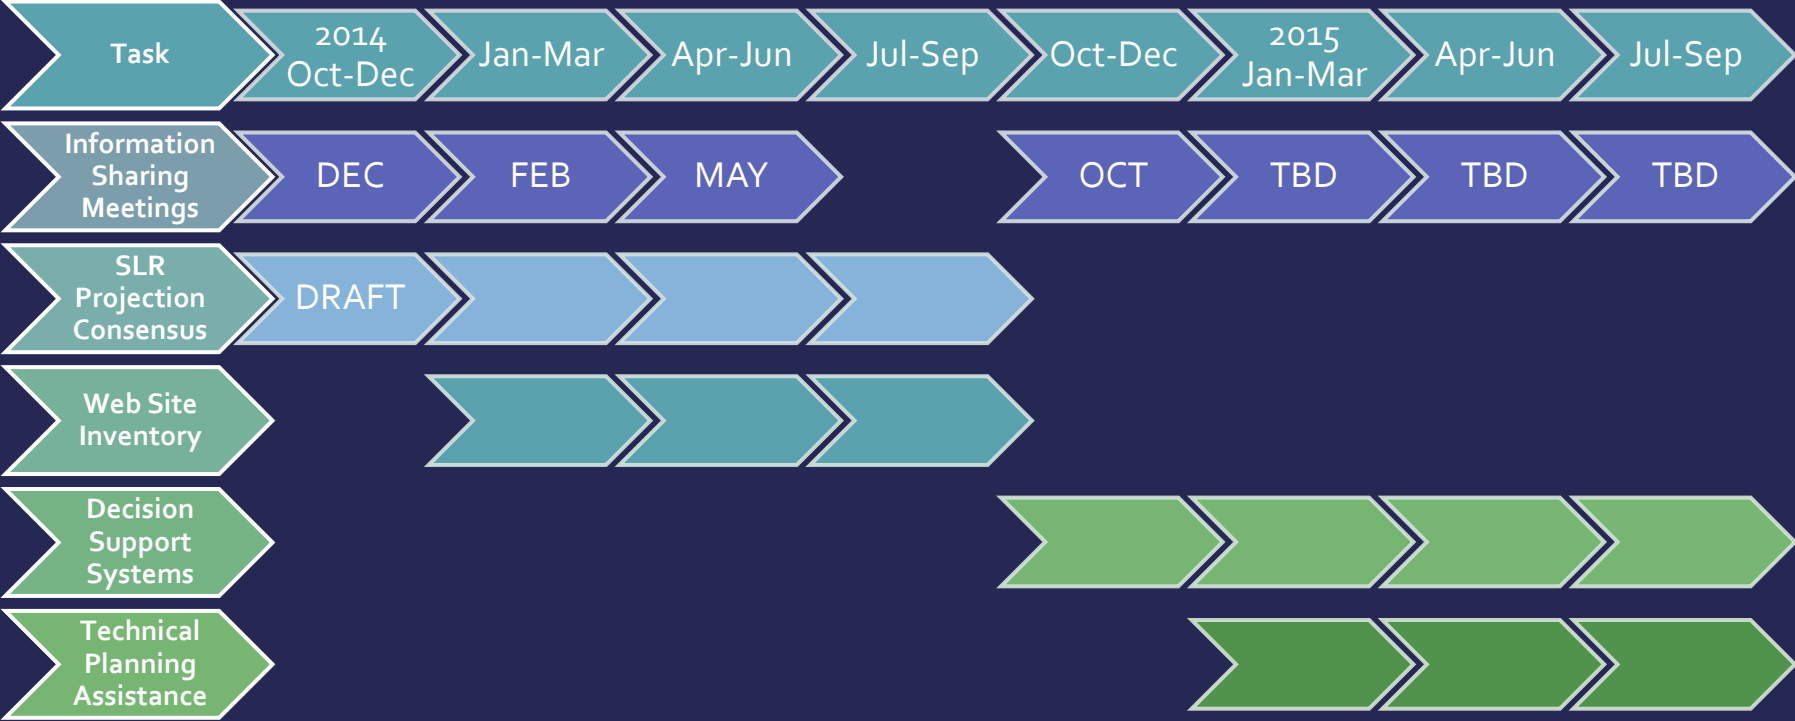 Task
2014
Oct-Dec
Jan-Mar
Apr-Jun
Jul-Sep
Oct-Dec
2015
Jan-Mar
Apr-Jun
Jul-Sep
Information
Sharing
Meetings
DEC
FEB
MAY
OCT
TBD
TBD
TBD
SLR
Projection
Consensus
DRAFT
Web Site
Inventory
Decision
Support
Systems
Technical
Planning
Assistance